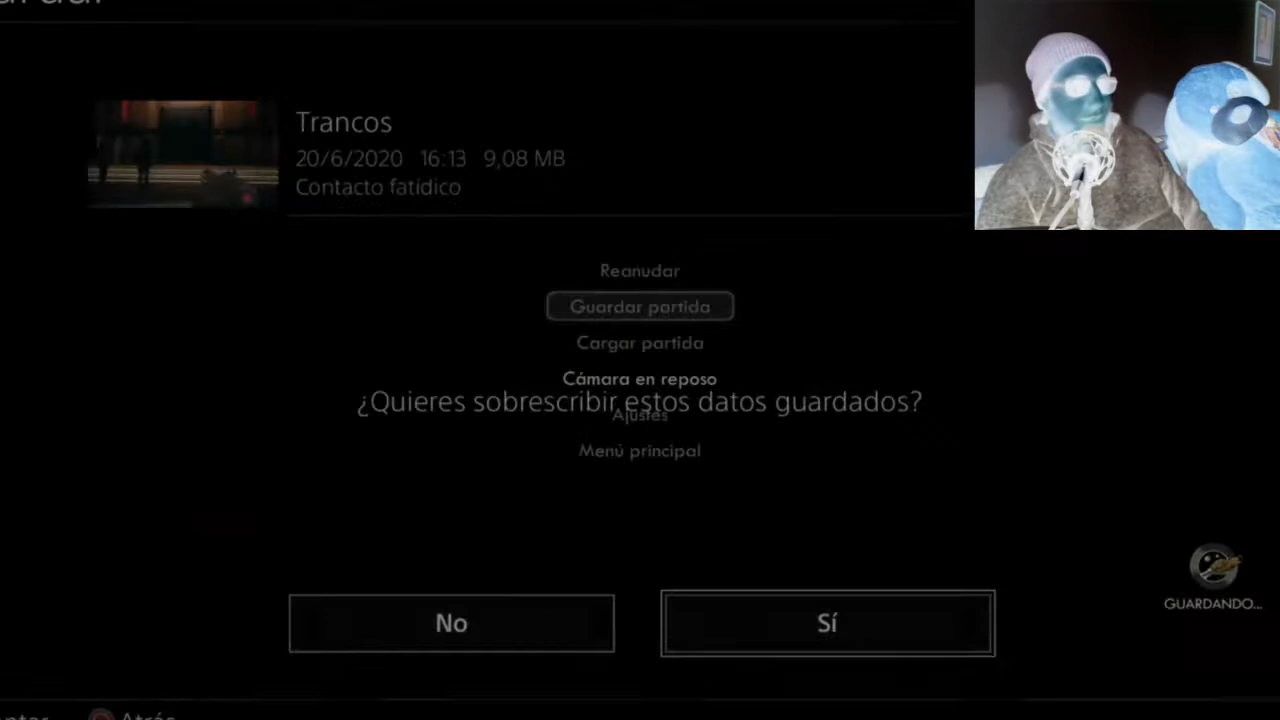 Trancos
20/6/2020 16:13 9,08 MB
Contacto fatídico
Reanudar
Guardar partida
Cargar partida
Cámara en reposo
¿Quieres sobrescribir estos datos guardados?
Ajustes
Menú principal
GUARDANDO...
No
Sí
Atrás